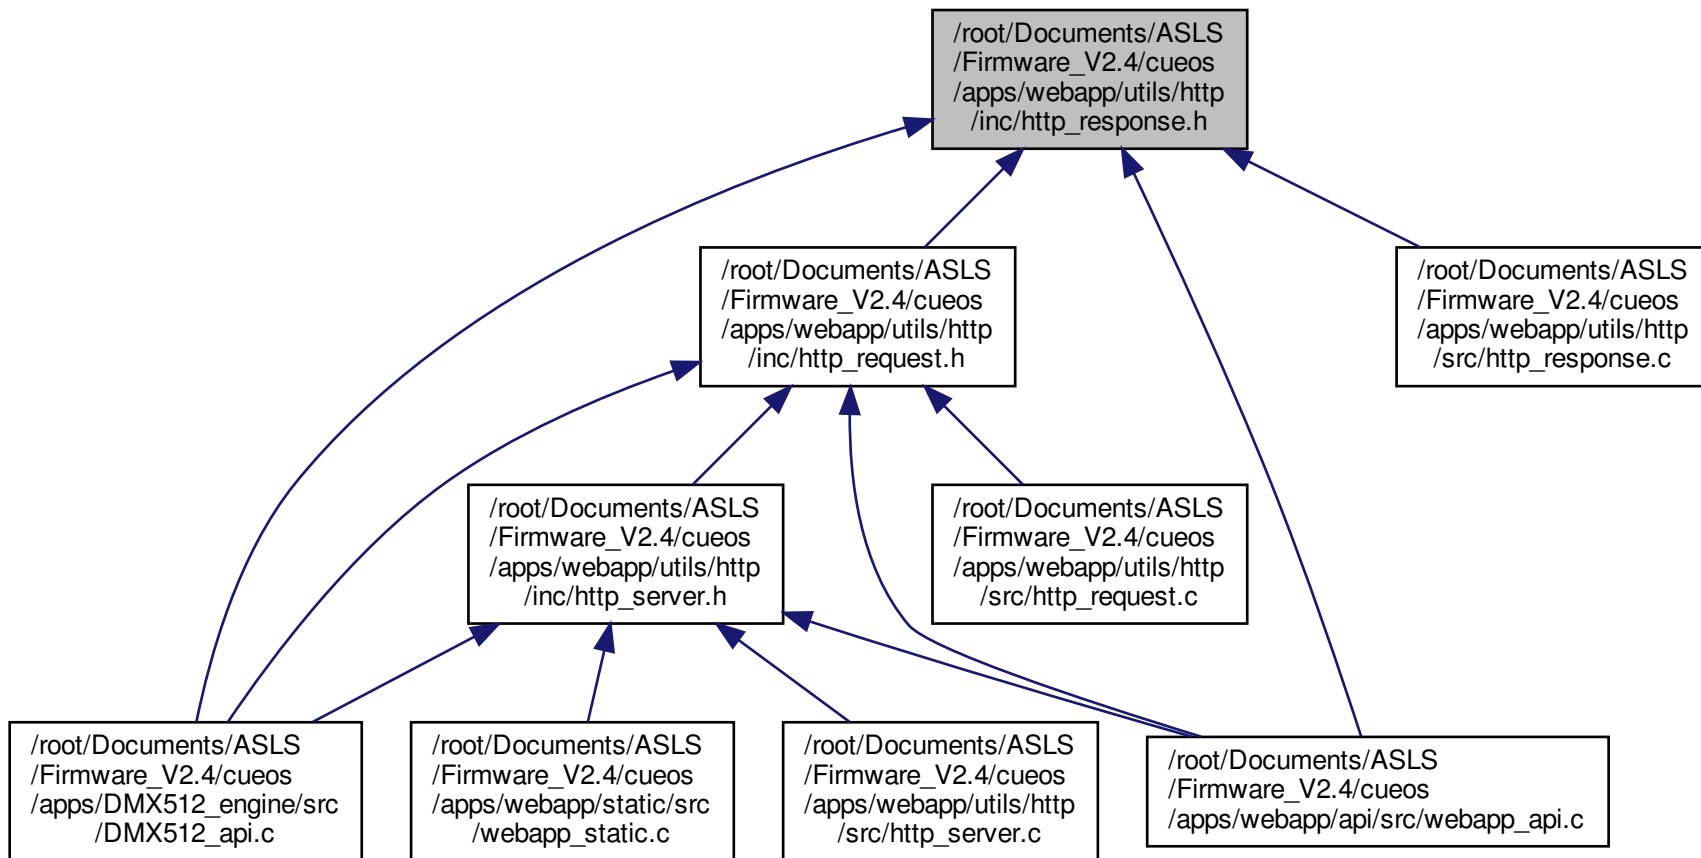 /root/Documents/ASLS
/Firmware_V2.4/cueos
/apps/webapp/utils/http
/inc/http_response.h
/root/Documents/ASLS
/Firmware_V2.4/cueos
/apps/webapp/utils/http
/inc/http_request.h
/root/Documents/ASLS
/Firmware_V2.4/cueos
/apps/webapp/utils/http
/src/http_response.c
/root/Documents/ASLS
/Firmware_V2.4/cueos
/apps/webapp/utils/http
/inc/http_server.h
/root/Documents/ASLS
/Firmware_V2.4/cueos
/apps/webapp/utils/http
/src/http_request.c
/root/Documents/ASLS
/Firmware_V2.4/cueos
/apps/DMX512_engine/src
/DMX512_api.c
/root/Documents/ASLS
/Firmware_V2.4/cueos
/apps/webapp/static/src
/webapp_static.c
/root/Documents/ASLS
/Firmware_V2.4/cueos
/apps/webapp/utils/http
/src/http_server.c
/root/Documents/ASLS
/Firmware_V2.4/cueos
/apps/webapp/api/src/webapp_api.c